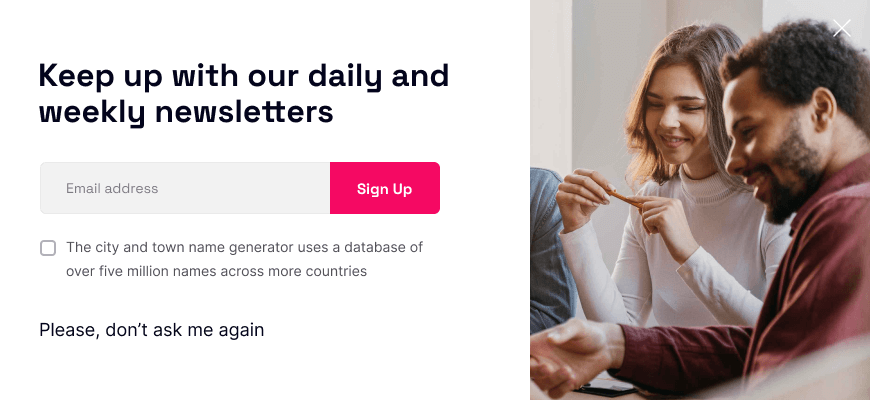 Keep up with our daily and
weekly newsletters
Email address
Sign Up
The city and town name generator uses a database of
over five million names across more countries
Please, don’t ask me again